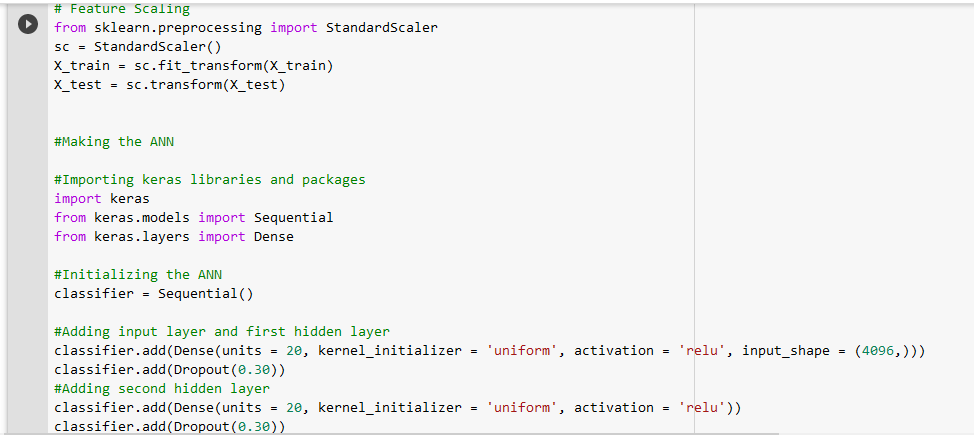 # Feature Scaling
from sklearn.preprocessing import StandardScaler
sc = StandardScaler()
X_train = sc.fit_transform(X_train)
X_test = sc.transform(X_test)
#Making the ANN
#Importing keras libraries and packages
import keras
from keras.models import Sequential
from keras.layers import Dense
#Initializing the ANN
classifier = Sequential()
#Adding input layer and first hidden layer
classifier.add(Dense(units = 20, kernel_initializer = 'uniform', activation = 'relu', input_shape = (4096,)))
classifier.add(Dropout(0.30))
#Adding second hidden layer
classifier.add(Dense(units = 20, kernel_initializer = 'uniform', activation = 'relu'))
classifier.add(Dropout(0.30))